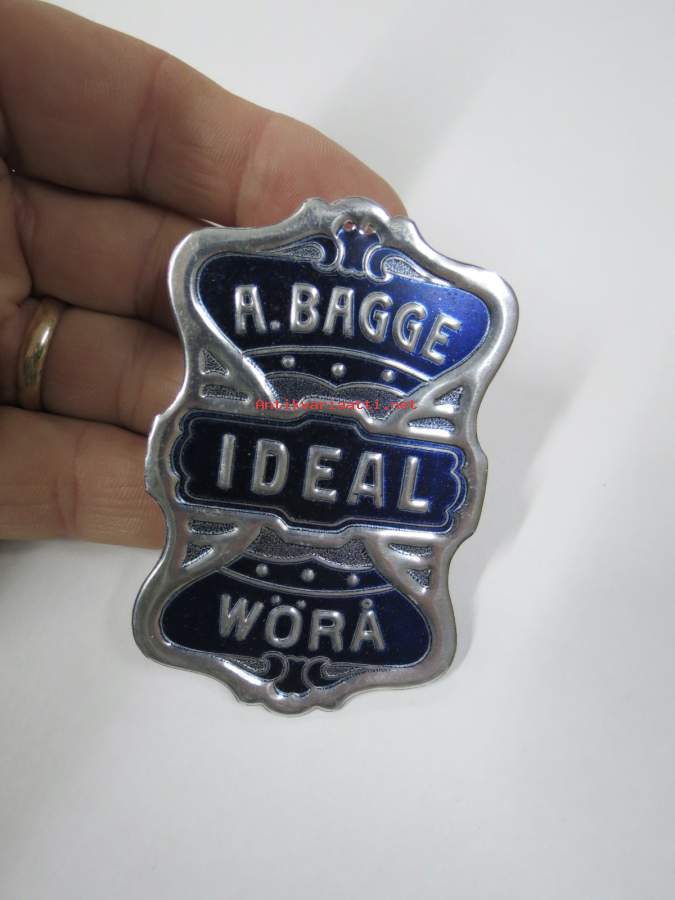 A. BAGGE
Antikvariaatti.net
IDEAL
WÖRÅ